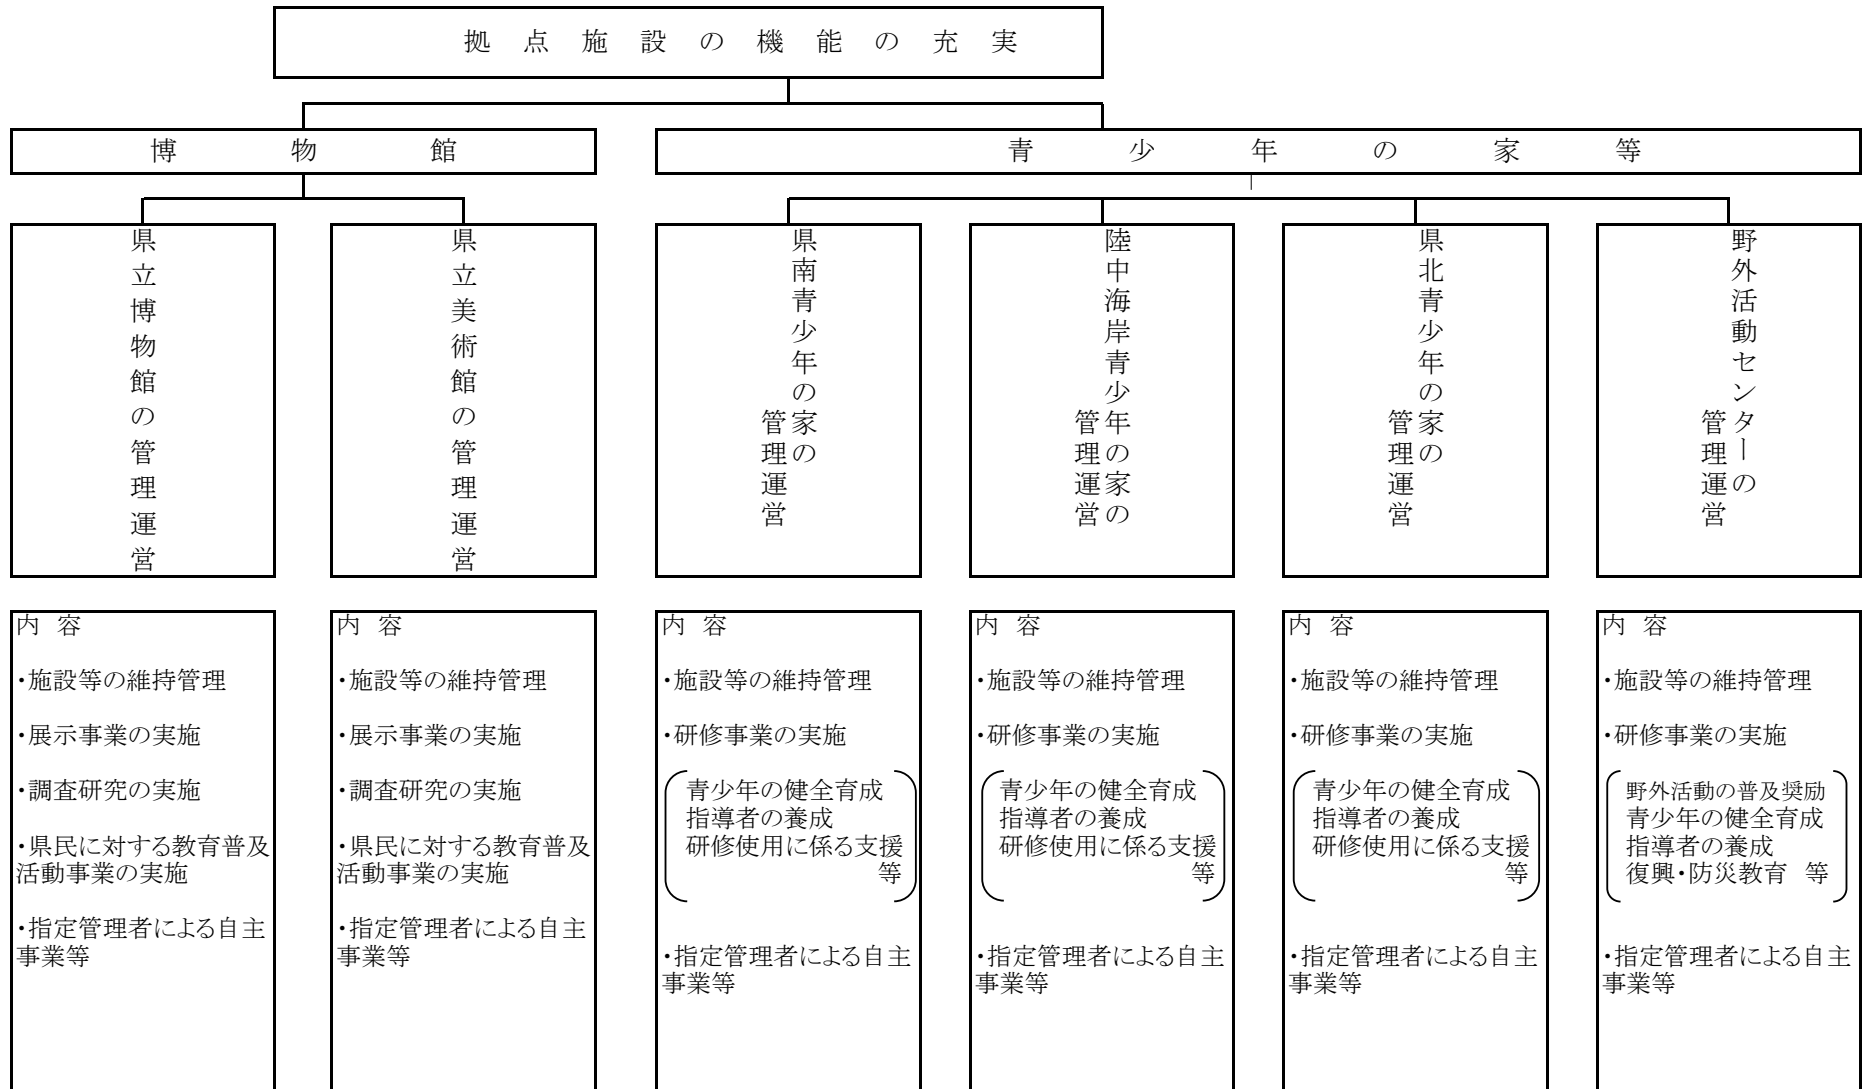 拠点施設の機能の充実
博物館
青少年の家等
県立博物館の管理運営
県立美術館の管理運営
県南青少年の家の
管理運営
陸中海岸青少年の家の
管理運営
県北青少年の家の
管理運営
野外活動センターの
管理運営
内 容
・施設等の維持管理
・展示事業の実施
・調査研究の実施
・県民に対する教育普及
活動事業の実施
・指定管理者による自主
事業等
内 容
・施設等の維持管理
・展示事業の実施
・調査研究の実施
・県民に対する教育普及
活動事業の実施
・指定管理者による自主
事業等
内 容
・施設等の維持管理
・研修事業の実施
青少年の健全育成
指導者の養成
研修使用に係る支援
等
・指定管理者による自主
事業等
内 容
・施設等の維持管理
・研修事業の実施
青少年の健全育成
指導者の養成
研修使用に係る支援
等
・指定管理者による自主
事業等
内 容
・施設等の維持管理
・研修事業の実施
青少年の健全育成
指導者の養成
研修使用に係る支援
等
・指定管理者による自主
事業等
内 容
・施設等の維持管理
・研修事業の実施
野外活動の普及奨励
青少年の健全育成
指導者の養成
復興・防災教育 等
・指定管理者による自主
事業等